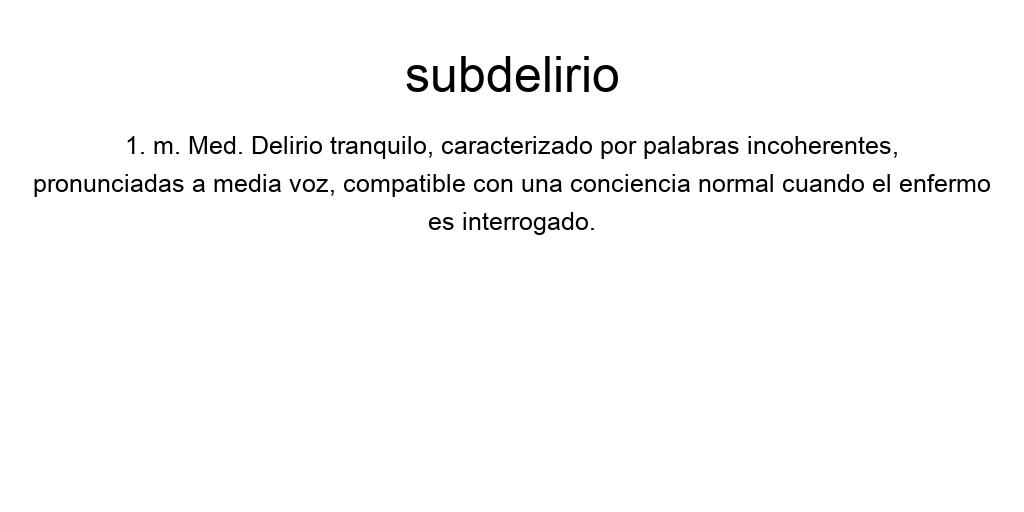 subdelirio
1. m. Med. Delirio tranquilo, caracterizado por palabras incoherentes,
pronunciadas a media voz, compatible con una conciencia normal cuando el enfermo
es interrogado.